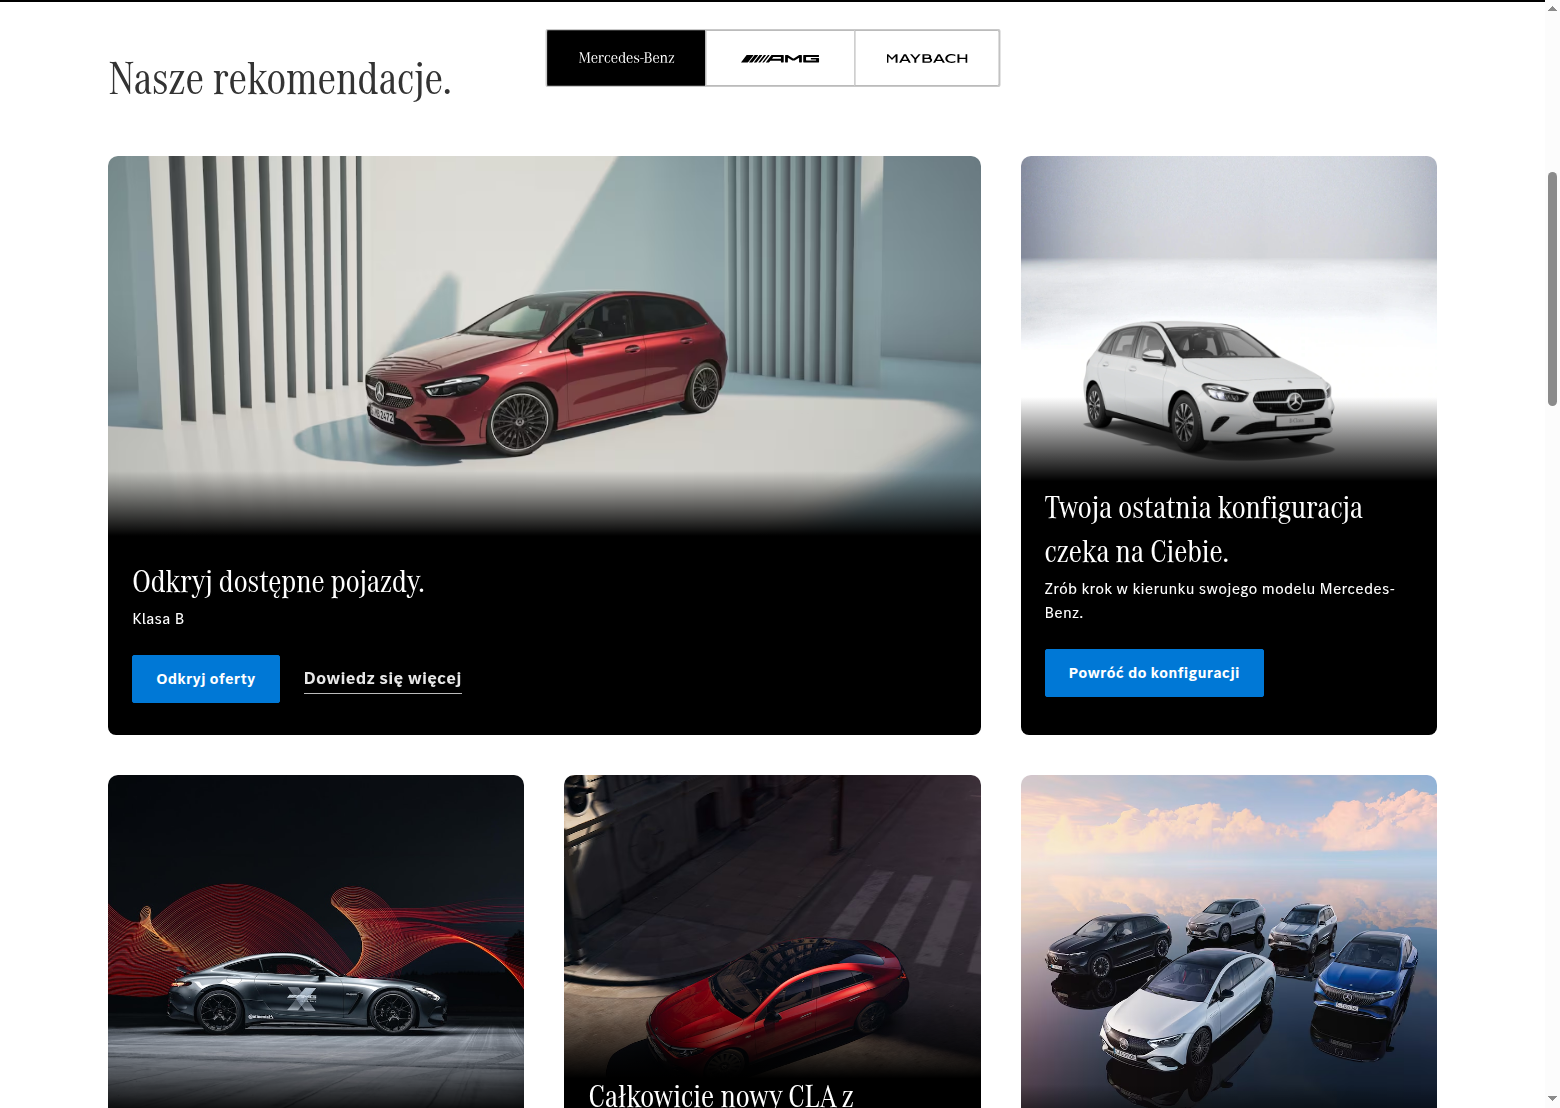 Nasze rekomendacje.
Mercedes-Benz
AMG
MAYBACH
Odkryj dostępne pojazdy.
Klasa B
Odkryj oferty
Dowiedz się więcej
Twoja ostatnia konfiguracja
czeka na Ciebie.
Zrób krok w kierunku swojego modelu Mercedes-
Benz.
Powróć do konfiguracji
Całkowicie nowy CLA z